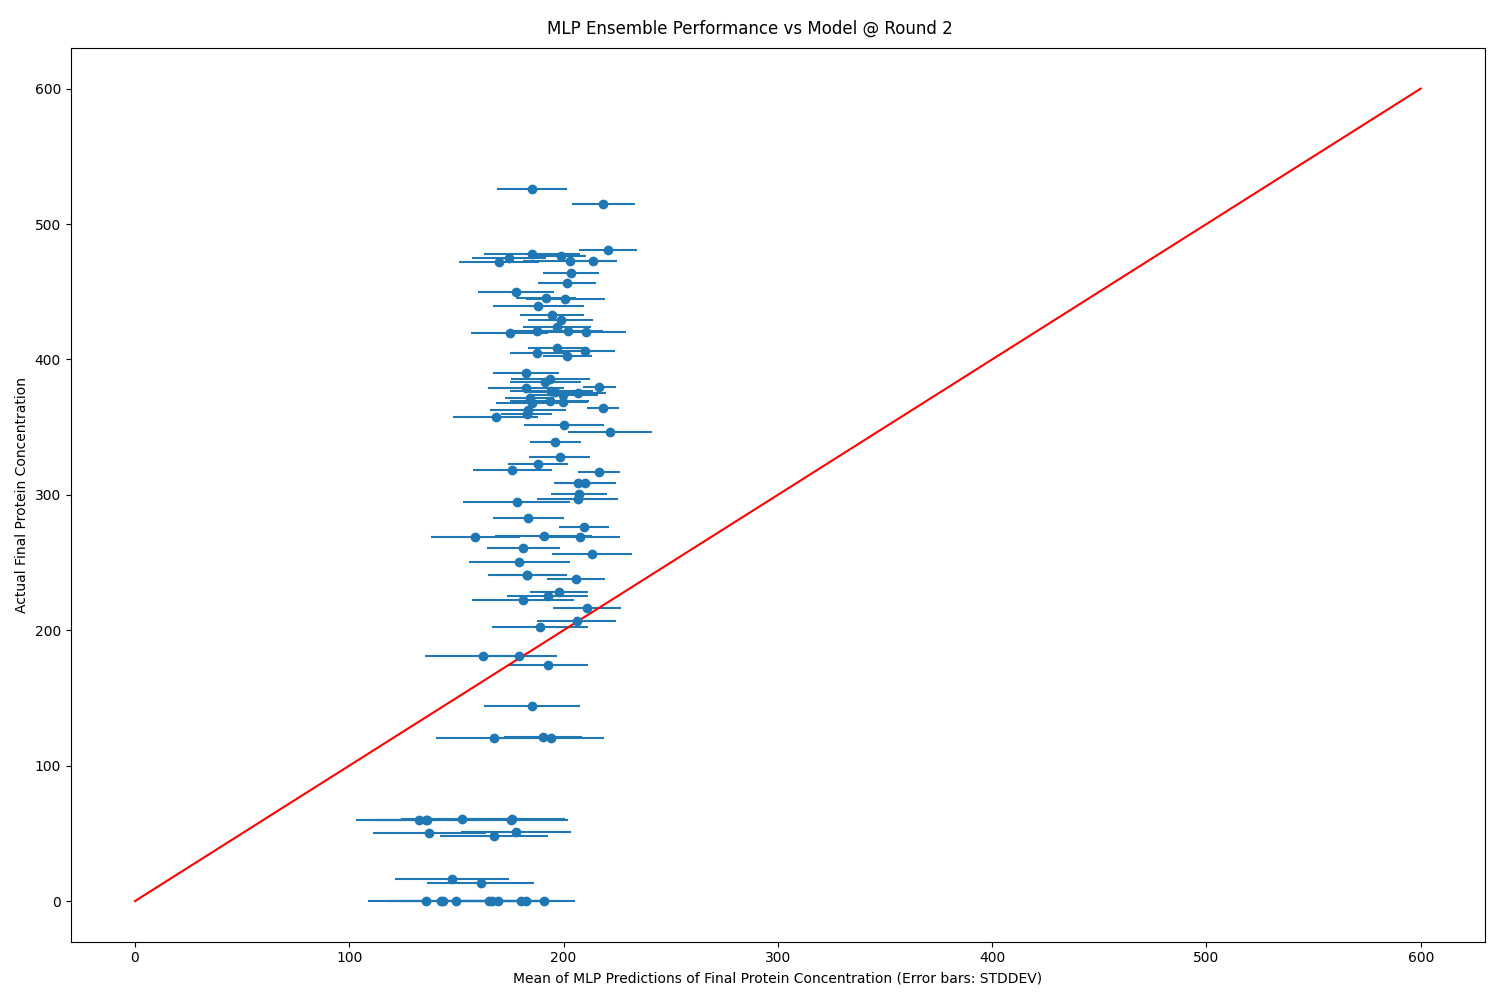 MLP Ensemble Performance vs Model @ Round 2
Actual Final Protein Concentration
600
500
400
300
200
100
0
0 100 200 300 400 500 600
Mean of MLP Predictions of Final Protein Concentration (Error bars: STDDEV)